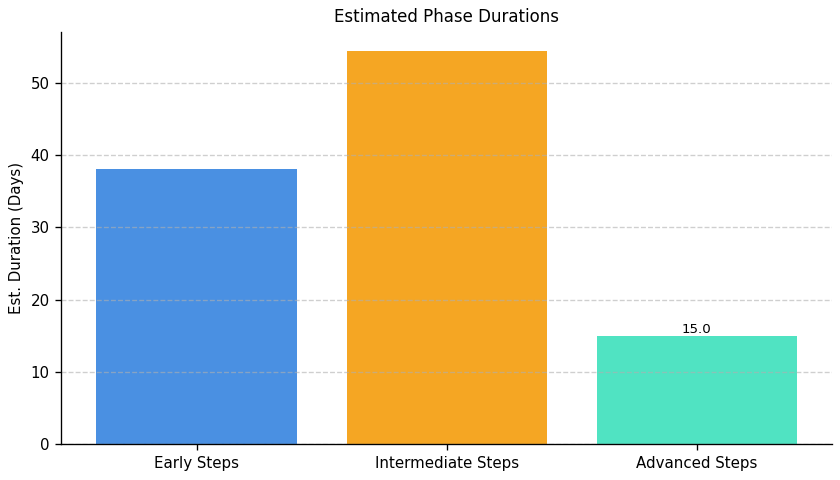 Estimated Phase Durations
Est. Duration (Days)
50
40
30
20
10
0
15.0
Early Steps
Intermediate Steps
Advanced Steps